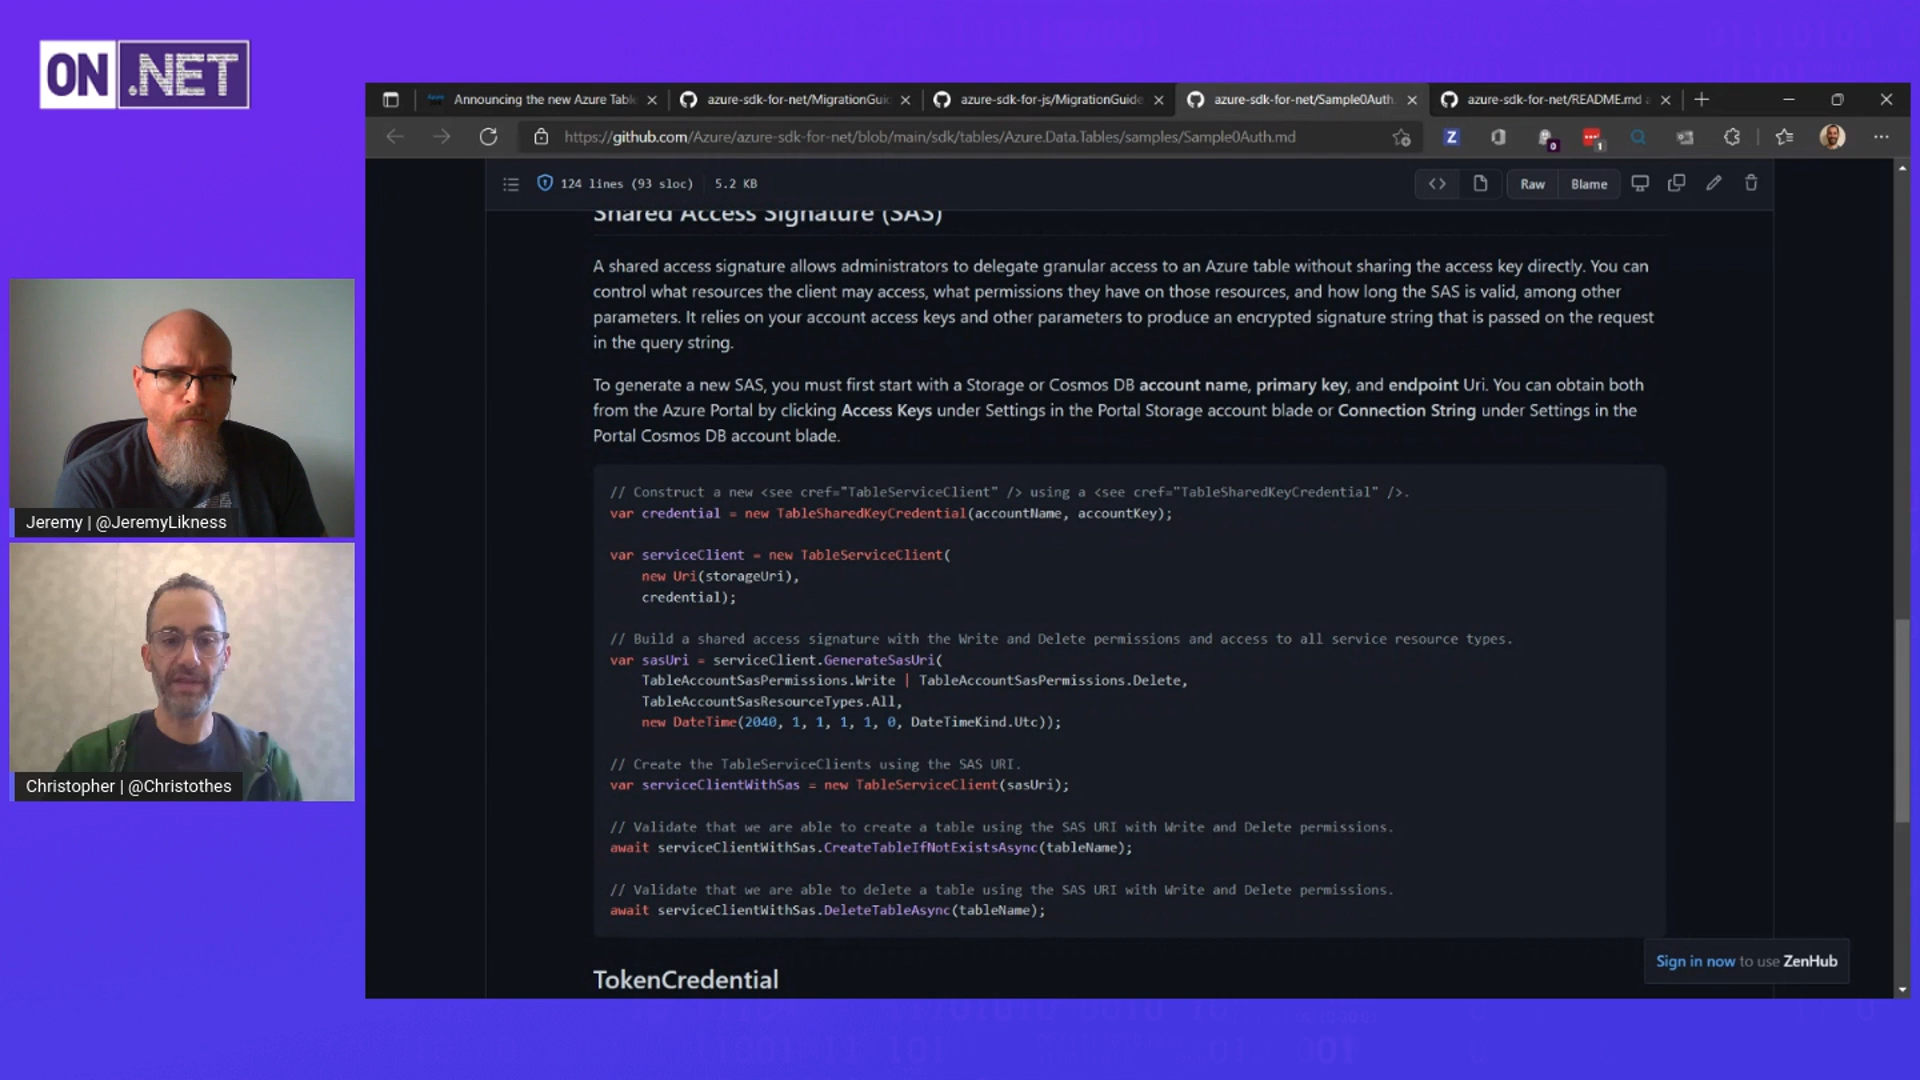 ON .NET
Announcing the new Azure Table
azure-sdk-for-net/MigrationGuid
azure-sdk-for-js/MigrationGuide
azure-sdk-for-net/Sample0Auth.
azure-sdk-for-net/README.md
https://github.com/Azure/azure-sdk-for-net/blob/main/sdk/tables/Azure.Data.Tables/samples/Sample0Auth.md
Z
0
1
124 lines (93 sloc)
5.2 KB
Raw
Blame
Shared Access Signature (SAS)
A shared access signature allows administrators to delegate granular access to an Azure table without sharing the access key directly. You can
control what resources the client may access, what permissions they have on those resources, and how long the SAS is valid, among other
parameters. It relies on your account access keys and other parameters to produce an encrypted signature string that is passed on the request
in the query string.
To generate a new SAS, you must first start with a Storage or Cosmos DB account name, primary key, and endpoint Uri. You can obtain both
from the Azure Portal by clicking Access Keys under Settings in the Portal Storage account blade or Connection String under Settings in the
Portal Cosmos DB account blade.
// Construct a new <see cref="TableServiceClient" /> using a <see cref="TableSharedKeyCredential" />.
var credential = new TableSharedKeyCredential(accountName, accountKey);
var serviceClient = new TableServiceClient(
new Uri(storageUri),
credential);
// Build a shared access signature with the Write and Delete permissions and access to all service resource types.
var sasUri = serviceClient.GenerateSasUri(
TableAccountSasPermissions.Write | TableAccountSasPermissions.Delete,
TableAccountSasResourceTypes.All,
new DateTime(2040, 1, 1, 1, 1, 0, DateTimeKind.Utc));
// Create the TableServiceClients using the SAS URI.
var serviceClientWithSas = new TableServiceClient(sasUri);
// Validate that we are able to create a table using the SAS URI with Write and Delete permissions.
await serviceClientWithSas.CreateTableIfNotExistsAsync(tableName);
// Validate that we are able to delete a table using the SAS URI with Write and Delete permissions.
await serviceClientWithSas.DeleteTableAsync(tableName);
TokenCredential
Sign in now to use ZenHub
Jeremy | @JeremyLikness
Christopher | @Christothes